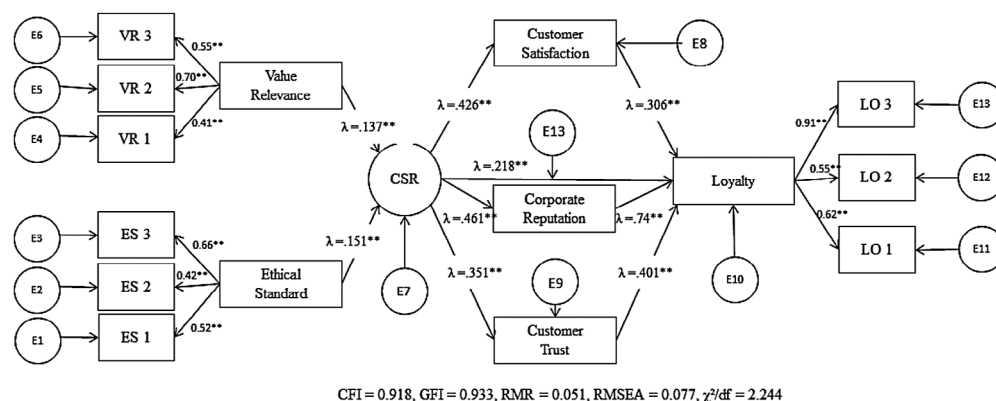 E6
VR 3
0.55**
E5
VR 2
0.70**
E4
VR 1
0.41**
Value
Relevance
λ=.137**
E3
ES 3
0.66**
E2
ES 2
0.42**
E1
ES 1
0.52**
Ethical
Standard
λ=.151**
CSR
E7
λ=.426**
Customer
Satisfaction
E8
λ=.306**
E13
λ=.218**
λ=.461**
Corporate
Reputation
λ=.74**
λ=.351**
E9
Customer
Trust
λ=.401**
Loyalty
E10
0.91**
LO 3
E13
0.55**
LO 2
E12
0.62**
LO 1
E11
CFI = 0.918, GFI = 0.933, RMR = 0.051, RMSEA = 0.077, χ²/df = 2.244